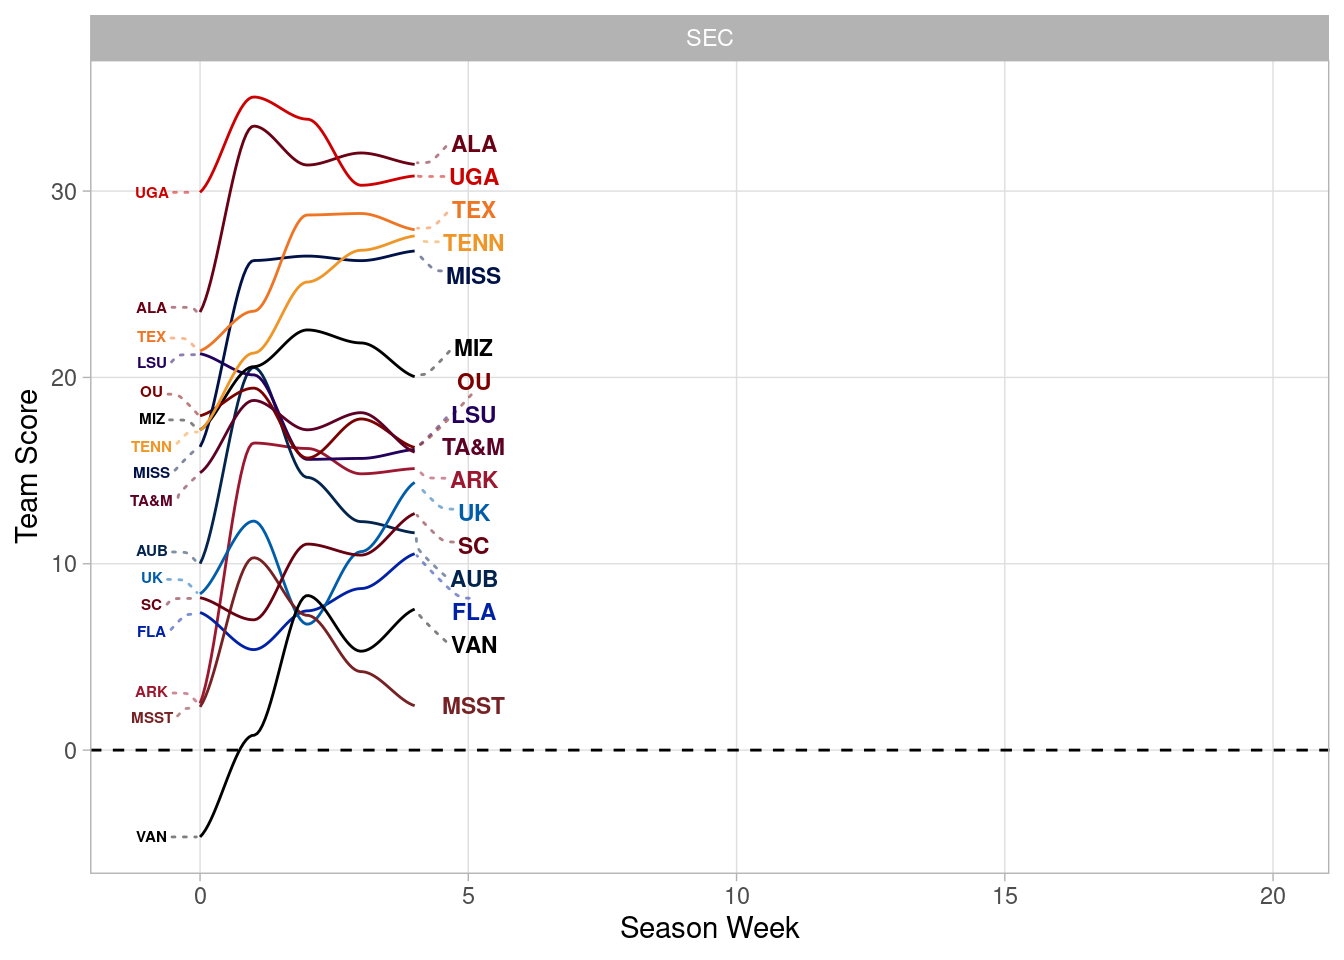 SEC
Team Score
30
20
10
0
UGA
ALA
TEX
LSU
OU
MIZ
TENN
MISS
TA&M
AUB
UK
SC
FLA
ARK
MSST
VAN
ALA
UGA
TEX
TENN
MISS
MIZ
OU
LSU
TA&M
ARK
UK
SC
AUB
FLA
VAN
MSST
0 5 10 15 20
Season Week